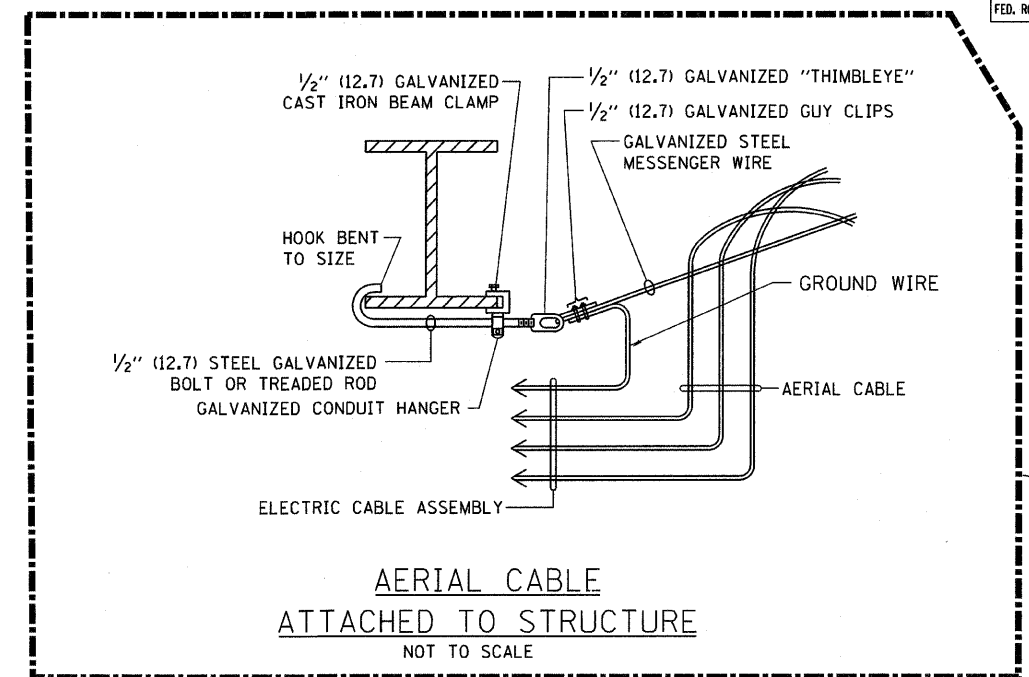 FED. R
1/2" (12.7) GALVANIZED
CAST IRON BEAM CLAMP
1/2" (12.7) GALVANIZED "THIMBLEYE"
1/2" (12.7) GALVANIZED GUY CLIPS
GALVANIZED STEEL
MESSENGER WIRE
HOOK BENT
TO SIZE
GROUND WIRE
1/2" (12.7) STEEL GALVANIZED
BOLT OR TREADED ROD
GALVANIZED CONDUIT HANGER
AERIAL CABLE
ELECTRIC CABLE ASSEMBLY
AERIAL CABLE
ATTACHED TO STRUCTURE
NOT TO SCALE